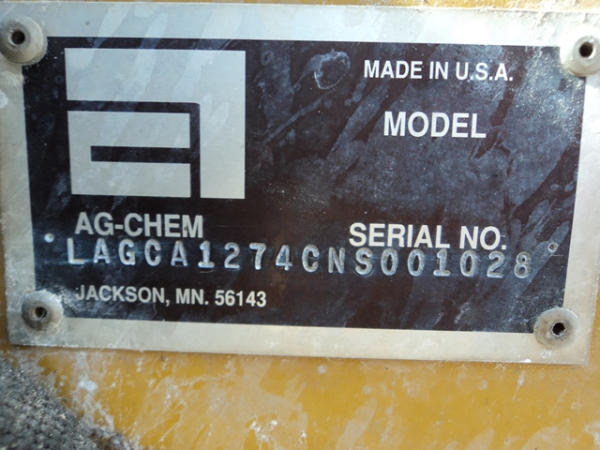 MADE IN U.S.A.
MODEL
AG-CHEM
SERIAL NO.
LAGCA1274CNS001028
JACKSON, MN. 56143